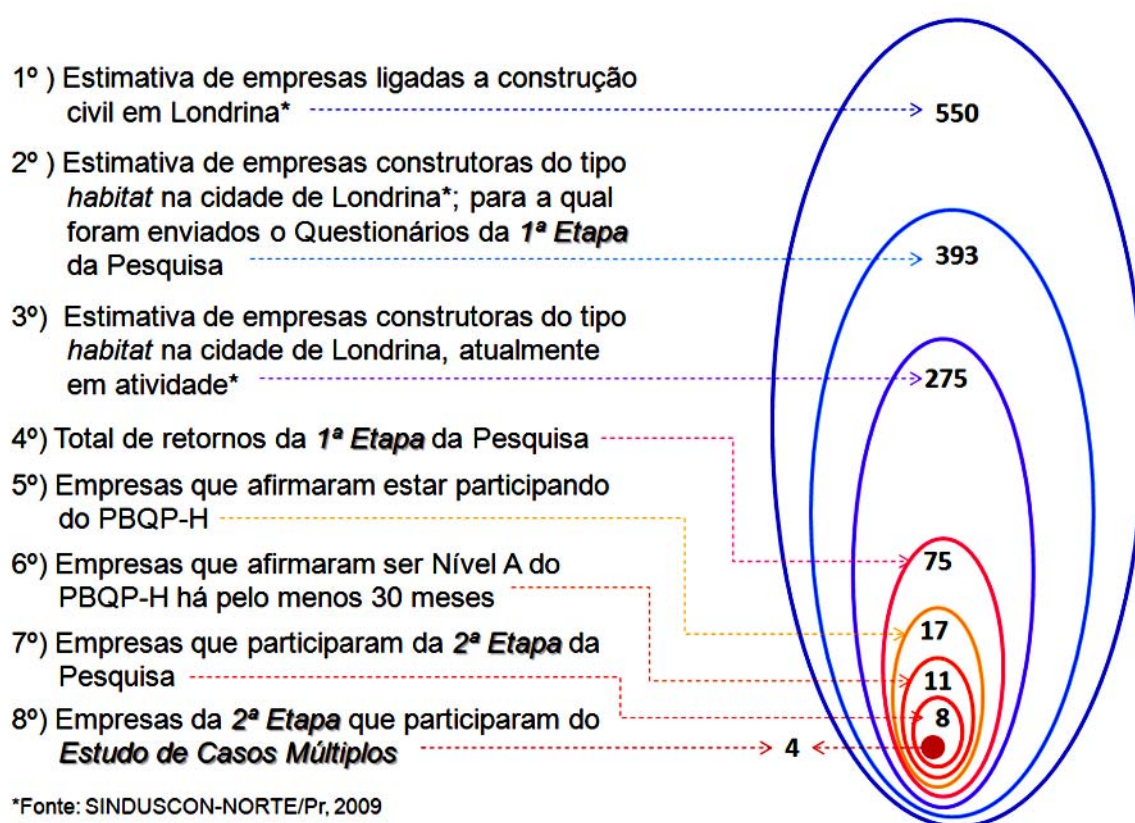 1º ) Estimativa de empresas ligadas a construção
civil em Londrina*
550
2º ) Estimativa de empresas construtoras do tipo
habitat na cidade de Londrina*; para a qual
foram enviados o Questionários da 1ª Etapa
da Pesquisa
393
3º) Estimativa de empresas construtoras do tipo
habitat na cidade de Londrina, atualmente
em atividade*
275
4º) Total de retornos da 1ª Etapa da Pesquisa
75
5º) Empresas que afirmaram estar participando
do PBQP-H
17
6º) Empresas que afirmaram ser Nível A do
PBQP-H há pelo menos 30 meses
11
7º) Empresas que participaram da 2ª Etapa da
Pesquisa
8
8º) Empresas da 2ª Etapa que participaram do
Estudo de Casos Múltiplos
4
*Fonte: SINDUSCON-NORTE/Pr, 2009